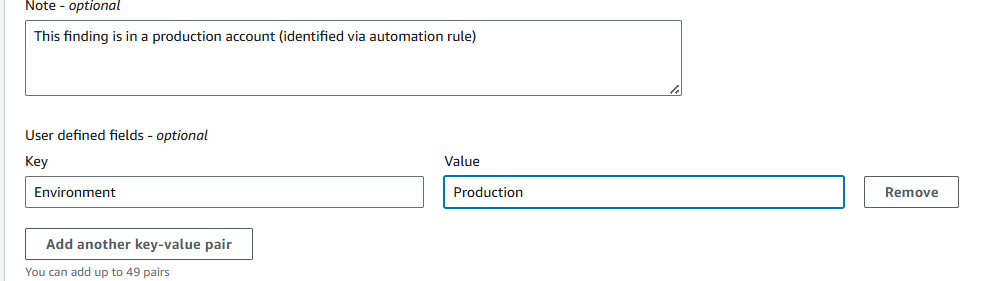 Note - optional
This finding is in a production account (identified via automation rule)
User defined fields - optional
Key Value
Environment Production Remove
Add another key-value pair
You can add up to 49 pairs